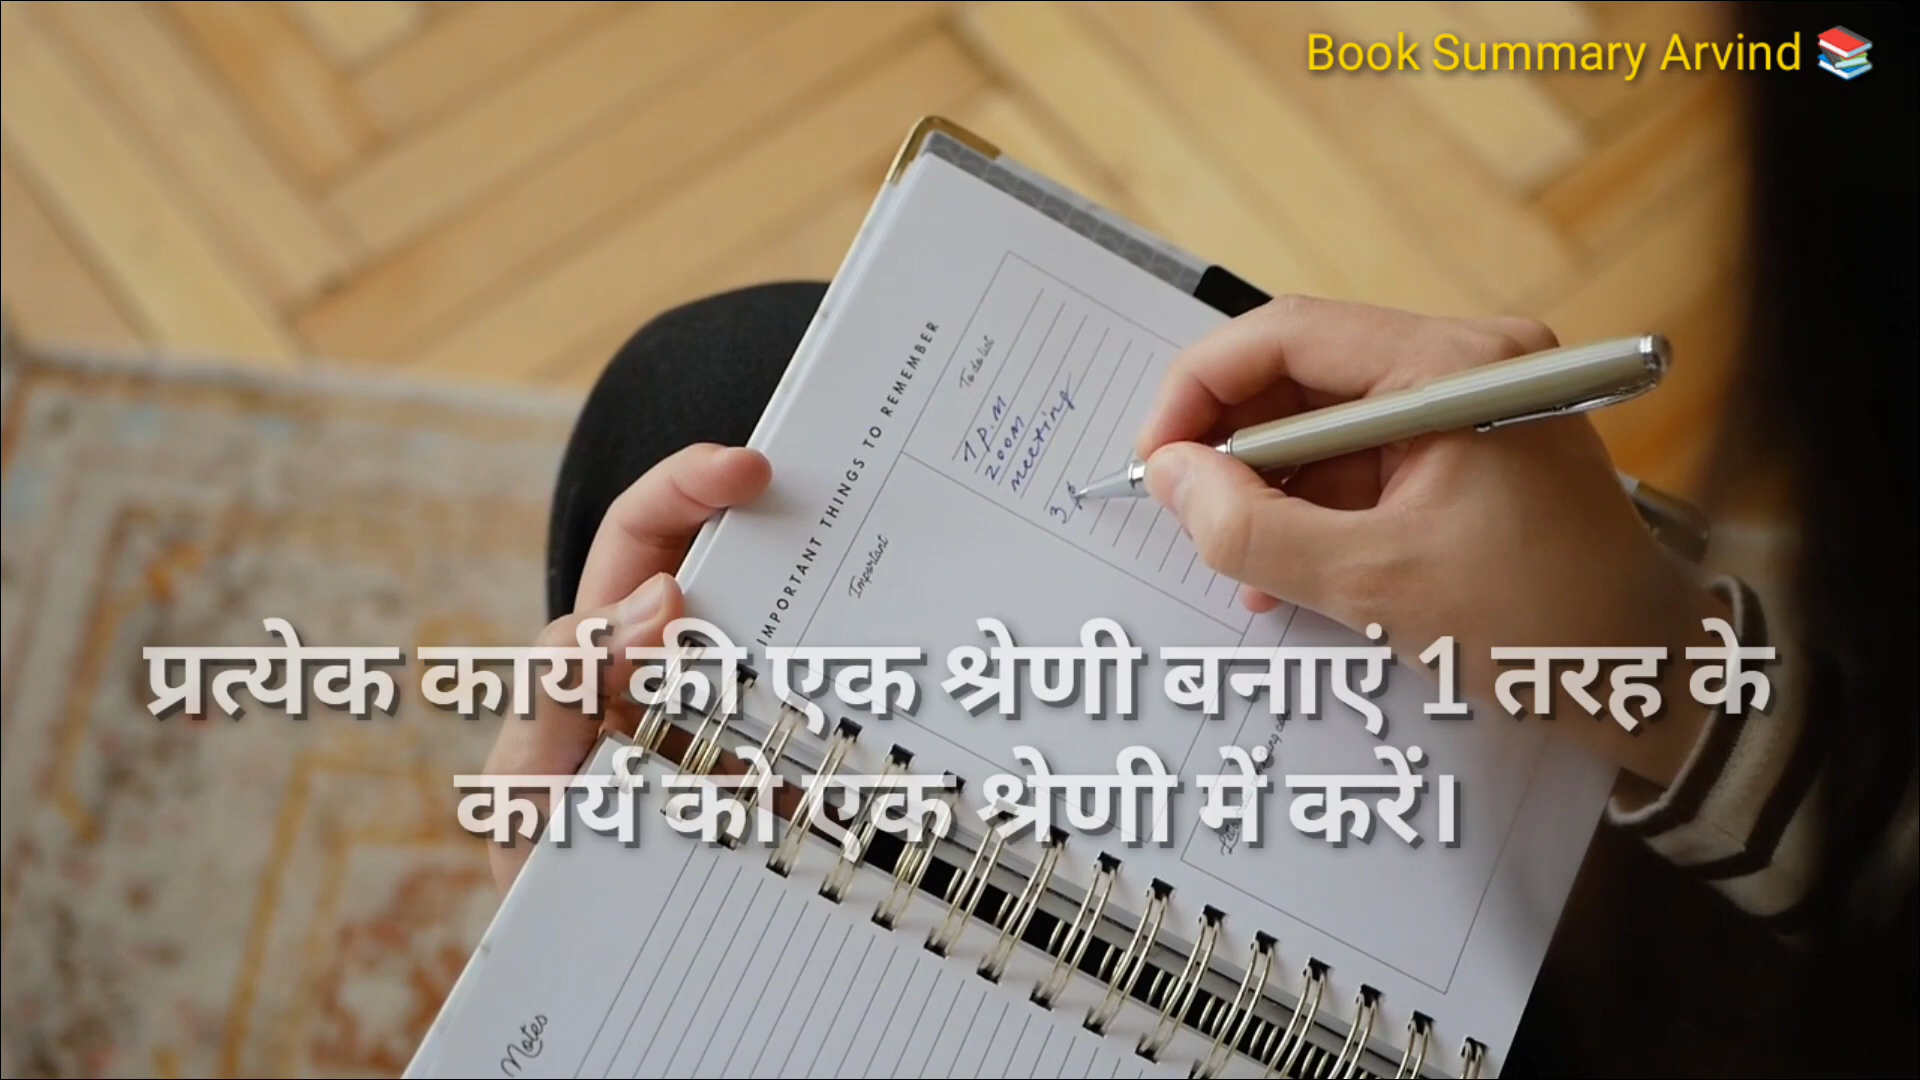 Book Summary Arvind
IMPORTANT THINGS TO REMEMBER
To do list
1 P.M
ZOOM
meeting
3 p
Important
प्रत्येक कार्य की एक श्रेणी बनाएं 1 तरह के
कार्य को एक श्रेणी में करें।
Notes